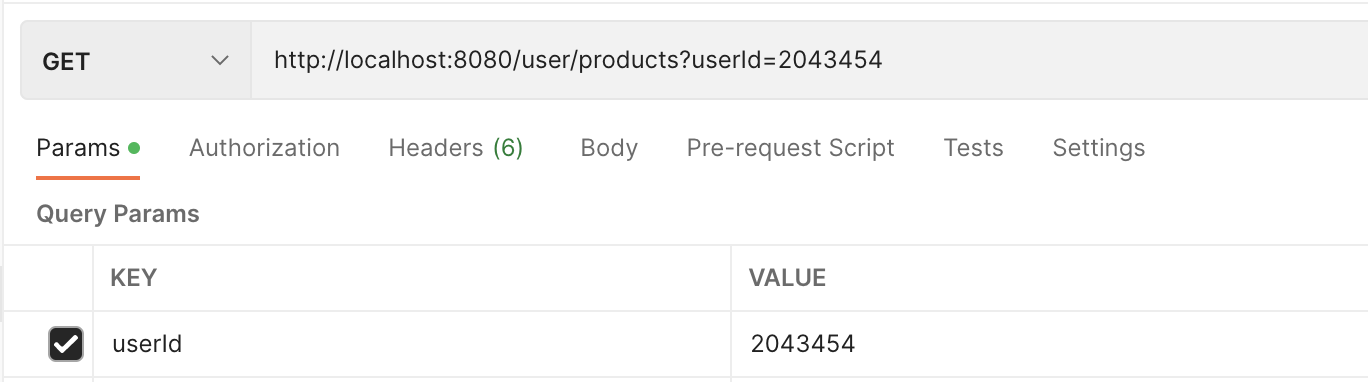 GET http://localhost:8080/user/products?userId=2043454
Params Authorization Headers (6) Body Pre-request Script Tests Settings
Query Params
KEY VALUE
userId 2043454